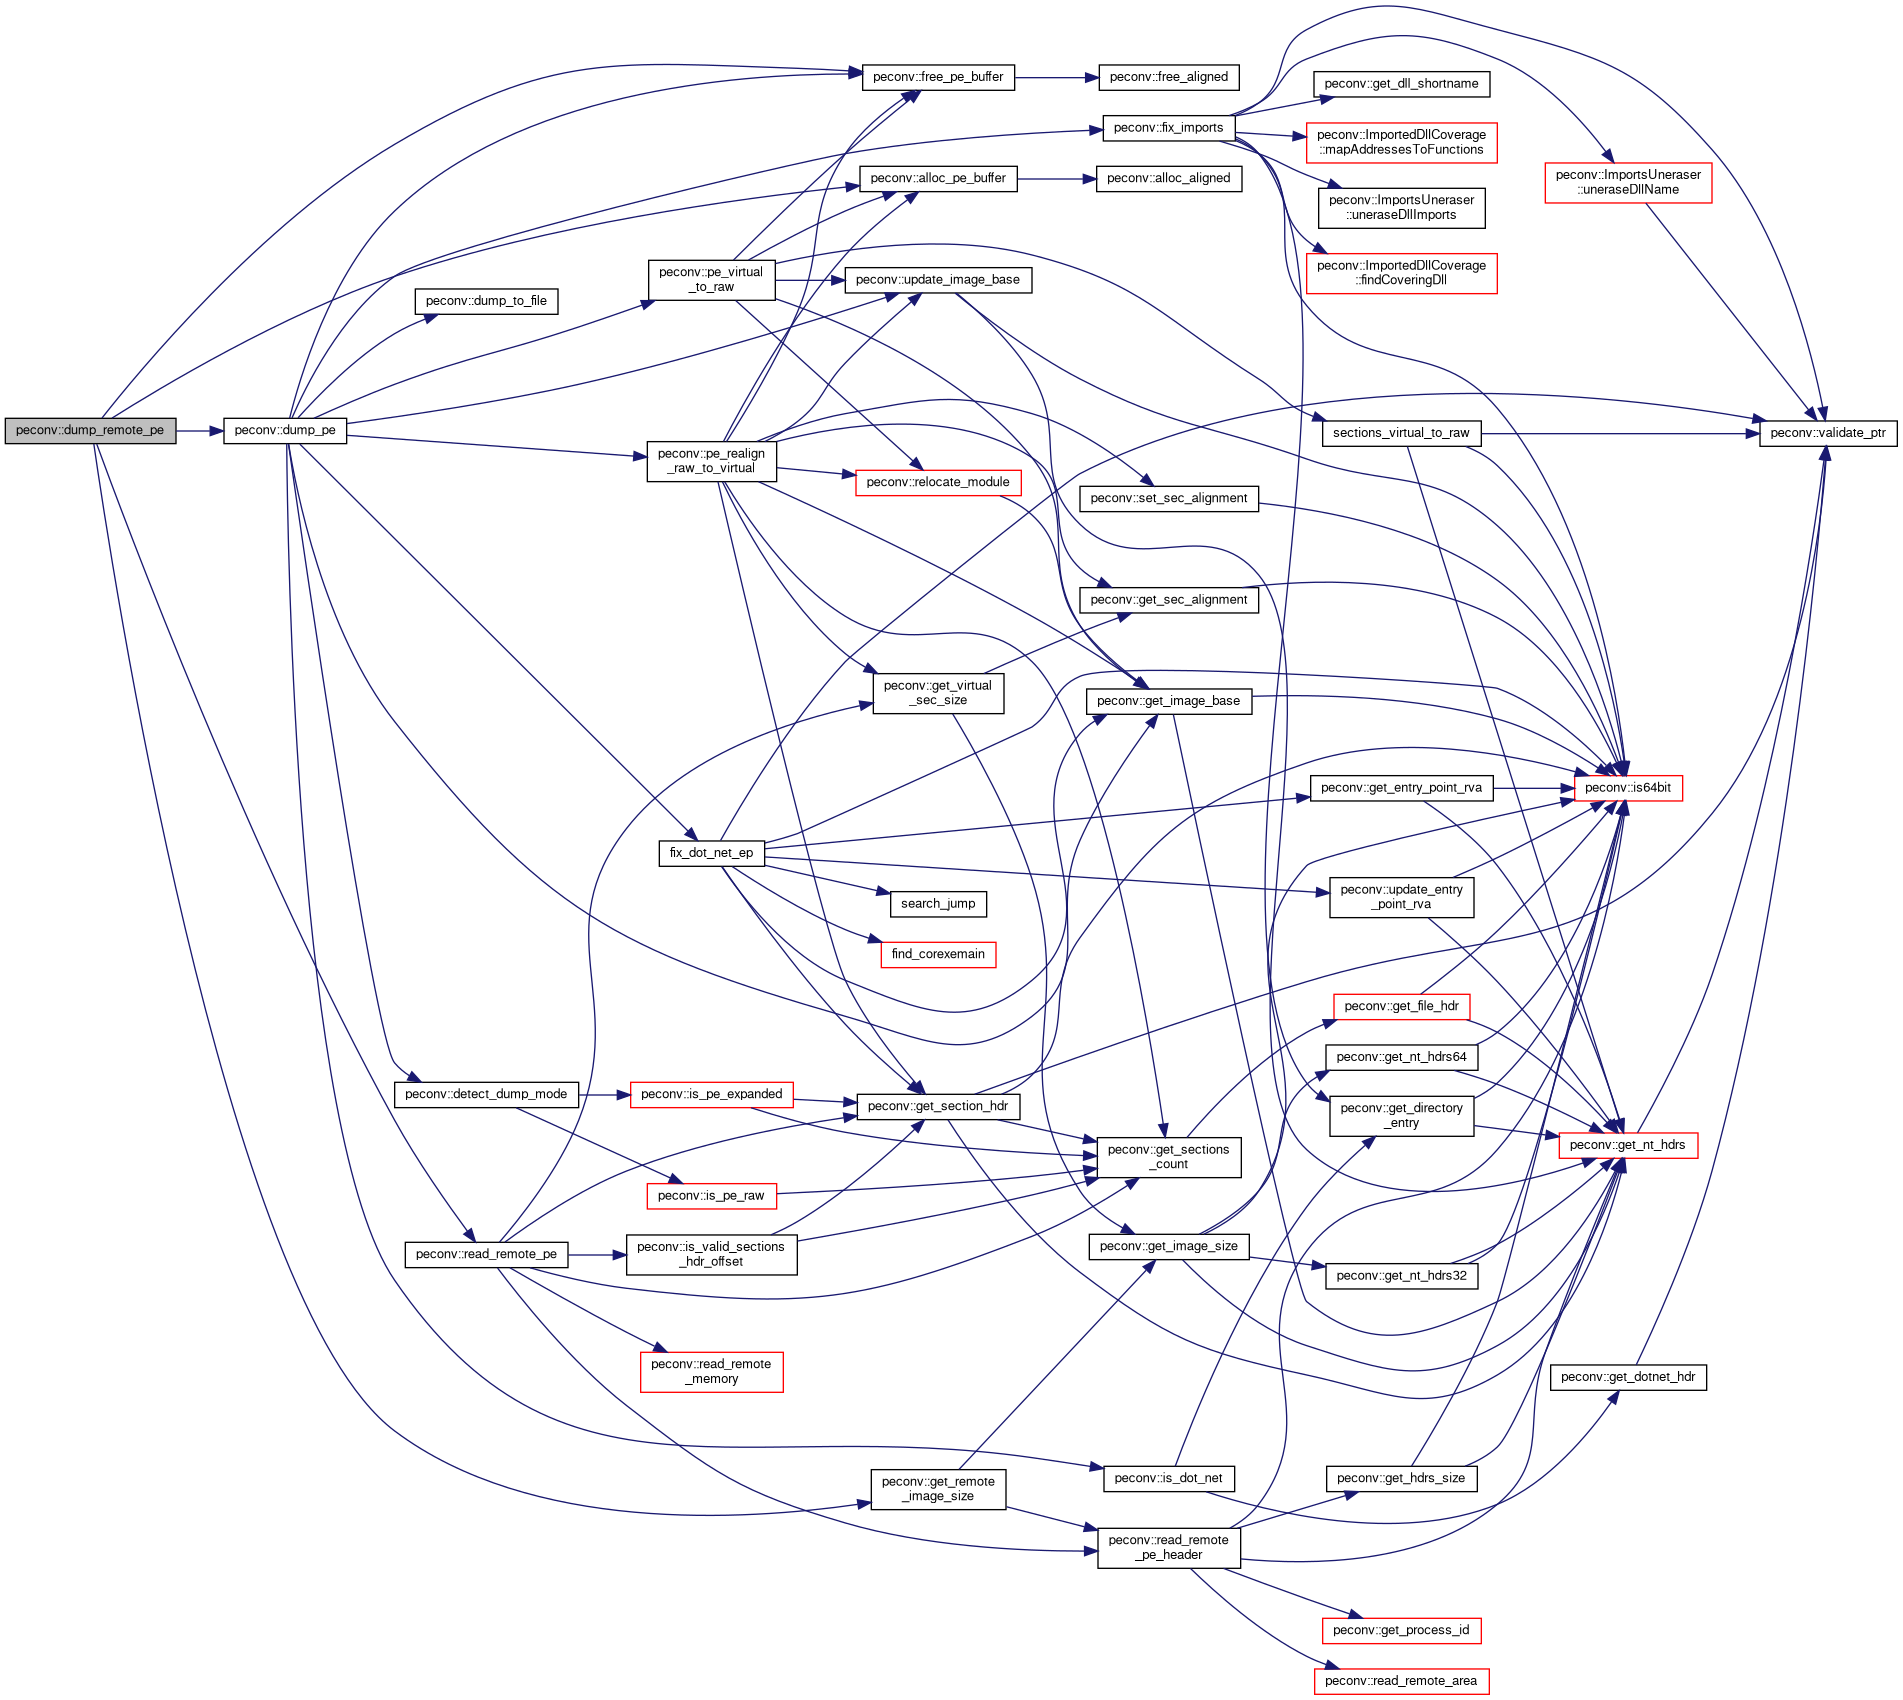 peconv::free_pe_buffer
peconv::free_aligned
peconv::get_dll_shortname
peconv::fix_imports
peconv::ImportedDllCoverage
::mapAddressesToFunctions
peconv::alloc_pe_buffer
peconv::alloc_aligned
peconv::ImportsUneraser
::uneraseDllName
peconv::ImportsUneraser
::uneraseDllImports
peconv::pe_virtual
_to_raw
peconv::update_image_base
peconv::ImportedDllCoverage
::findCoveringDll
peconv::dump_to_file
peconv::dump_remote_pe
peconv::dump_pe
sections_virtual_to_raw
peconv::validate_ptr
peconv::pe_realign
_raw_to_virtual
peconv::relocate_module
peconv::set_sec_alignment
peconv::get_sec_alignment
peconv::get_virtual
_sec_size
peconv::get_image_base
peconv::get_entry_point_rva
peconv::is64bit
fix_dot_net_ep
search_jump
peconv::update_entry
_point_rva
find_corexemain
peconv::get_file_hdr
peconv::get_nt_hdrs64
peconv::detect_dump_mode
peconv::is_pe_expanded
peconv::get_section_hdr
peconv::get_directory
_entry
peconv::get_sections
_count
peconv::get_nt_hdrs
peconv::is_pe_raw
peconv::read_remote_pe
peconv::is_valid_sections
_hdr_offset
peconv::get_image_size
peconv::get_nt_hdrs32
peconv::read_remote
_memory
peconv::get_dotnet_hdr
peconv::get_remote
_image_size
peconv::is_dot_net
peconv::get_hdrs_size
peconv::read_remote
_pe_header
peconv::get_process_id
peconv::read_remote_area